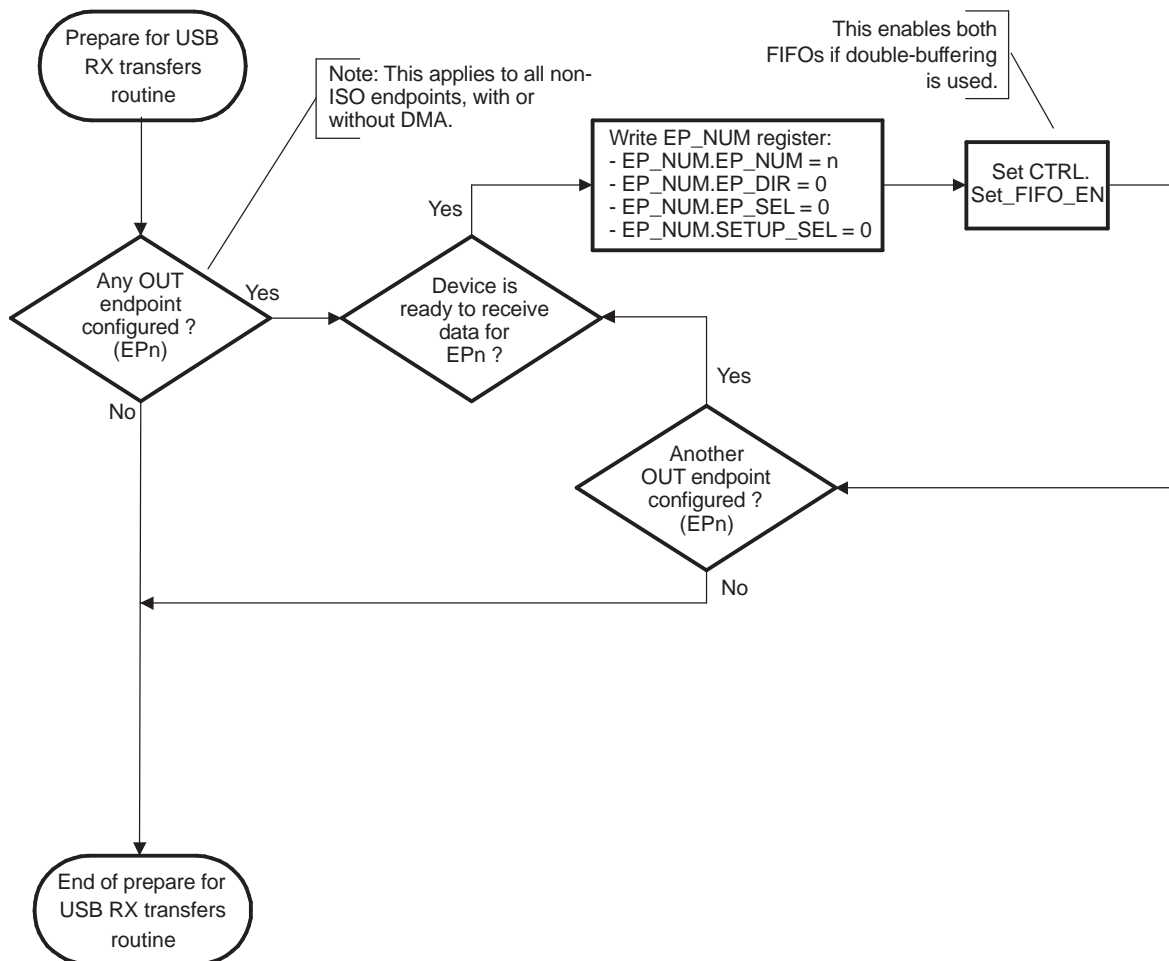 Prepare for USB
RX transfers
routine
Note: This applies to all non-
ISO endpoints, with or
without DMA.
This enables both
FIFOs if double-buffering
is used.
Write EP_NUM register:
- EP_NUM.EP_NUM = n
- EP_NUM.EP_DIR = 0
- EP_NUM.EP_SEL = 0
- EP_NUM.SETUP_SEL = 0
Set CTRL.
Set_FIFO_EN
Yes
Any OUT
endpoint
configured ?
(EPn)
Yes
Device is
ready to receive
data for
EPn ?
No
Yes
Another
OUT endpoint
configured ?
(EPn)
No
End of prepare for
USB RX transfers
routine